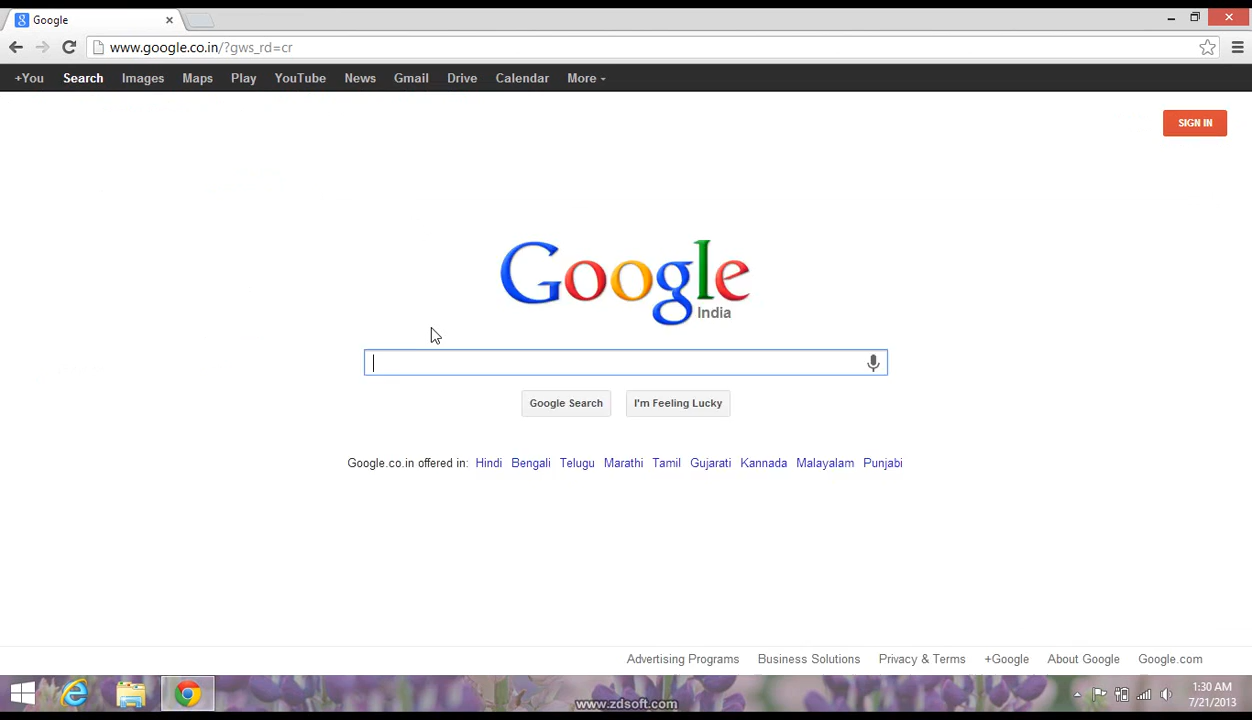 Google
www.google.co.in/?gws_rd=cr
+You Search Images Maps Play YouTube News Gmail Drive Calendar More
SIGN IN
Google
India
Google Search I'm Feeling Lucky
Google.co.in offered in: Hindi Bengali Telugu Marathi Tamil Gujarati Kannada Malayalam Punjabi
Advertising Programs Business Solutions Privacy & Terms +Google About Google Google.com
1:30 AM
www.zdsoft.com 7/21/2013